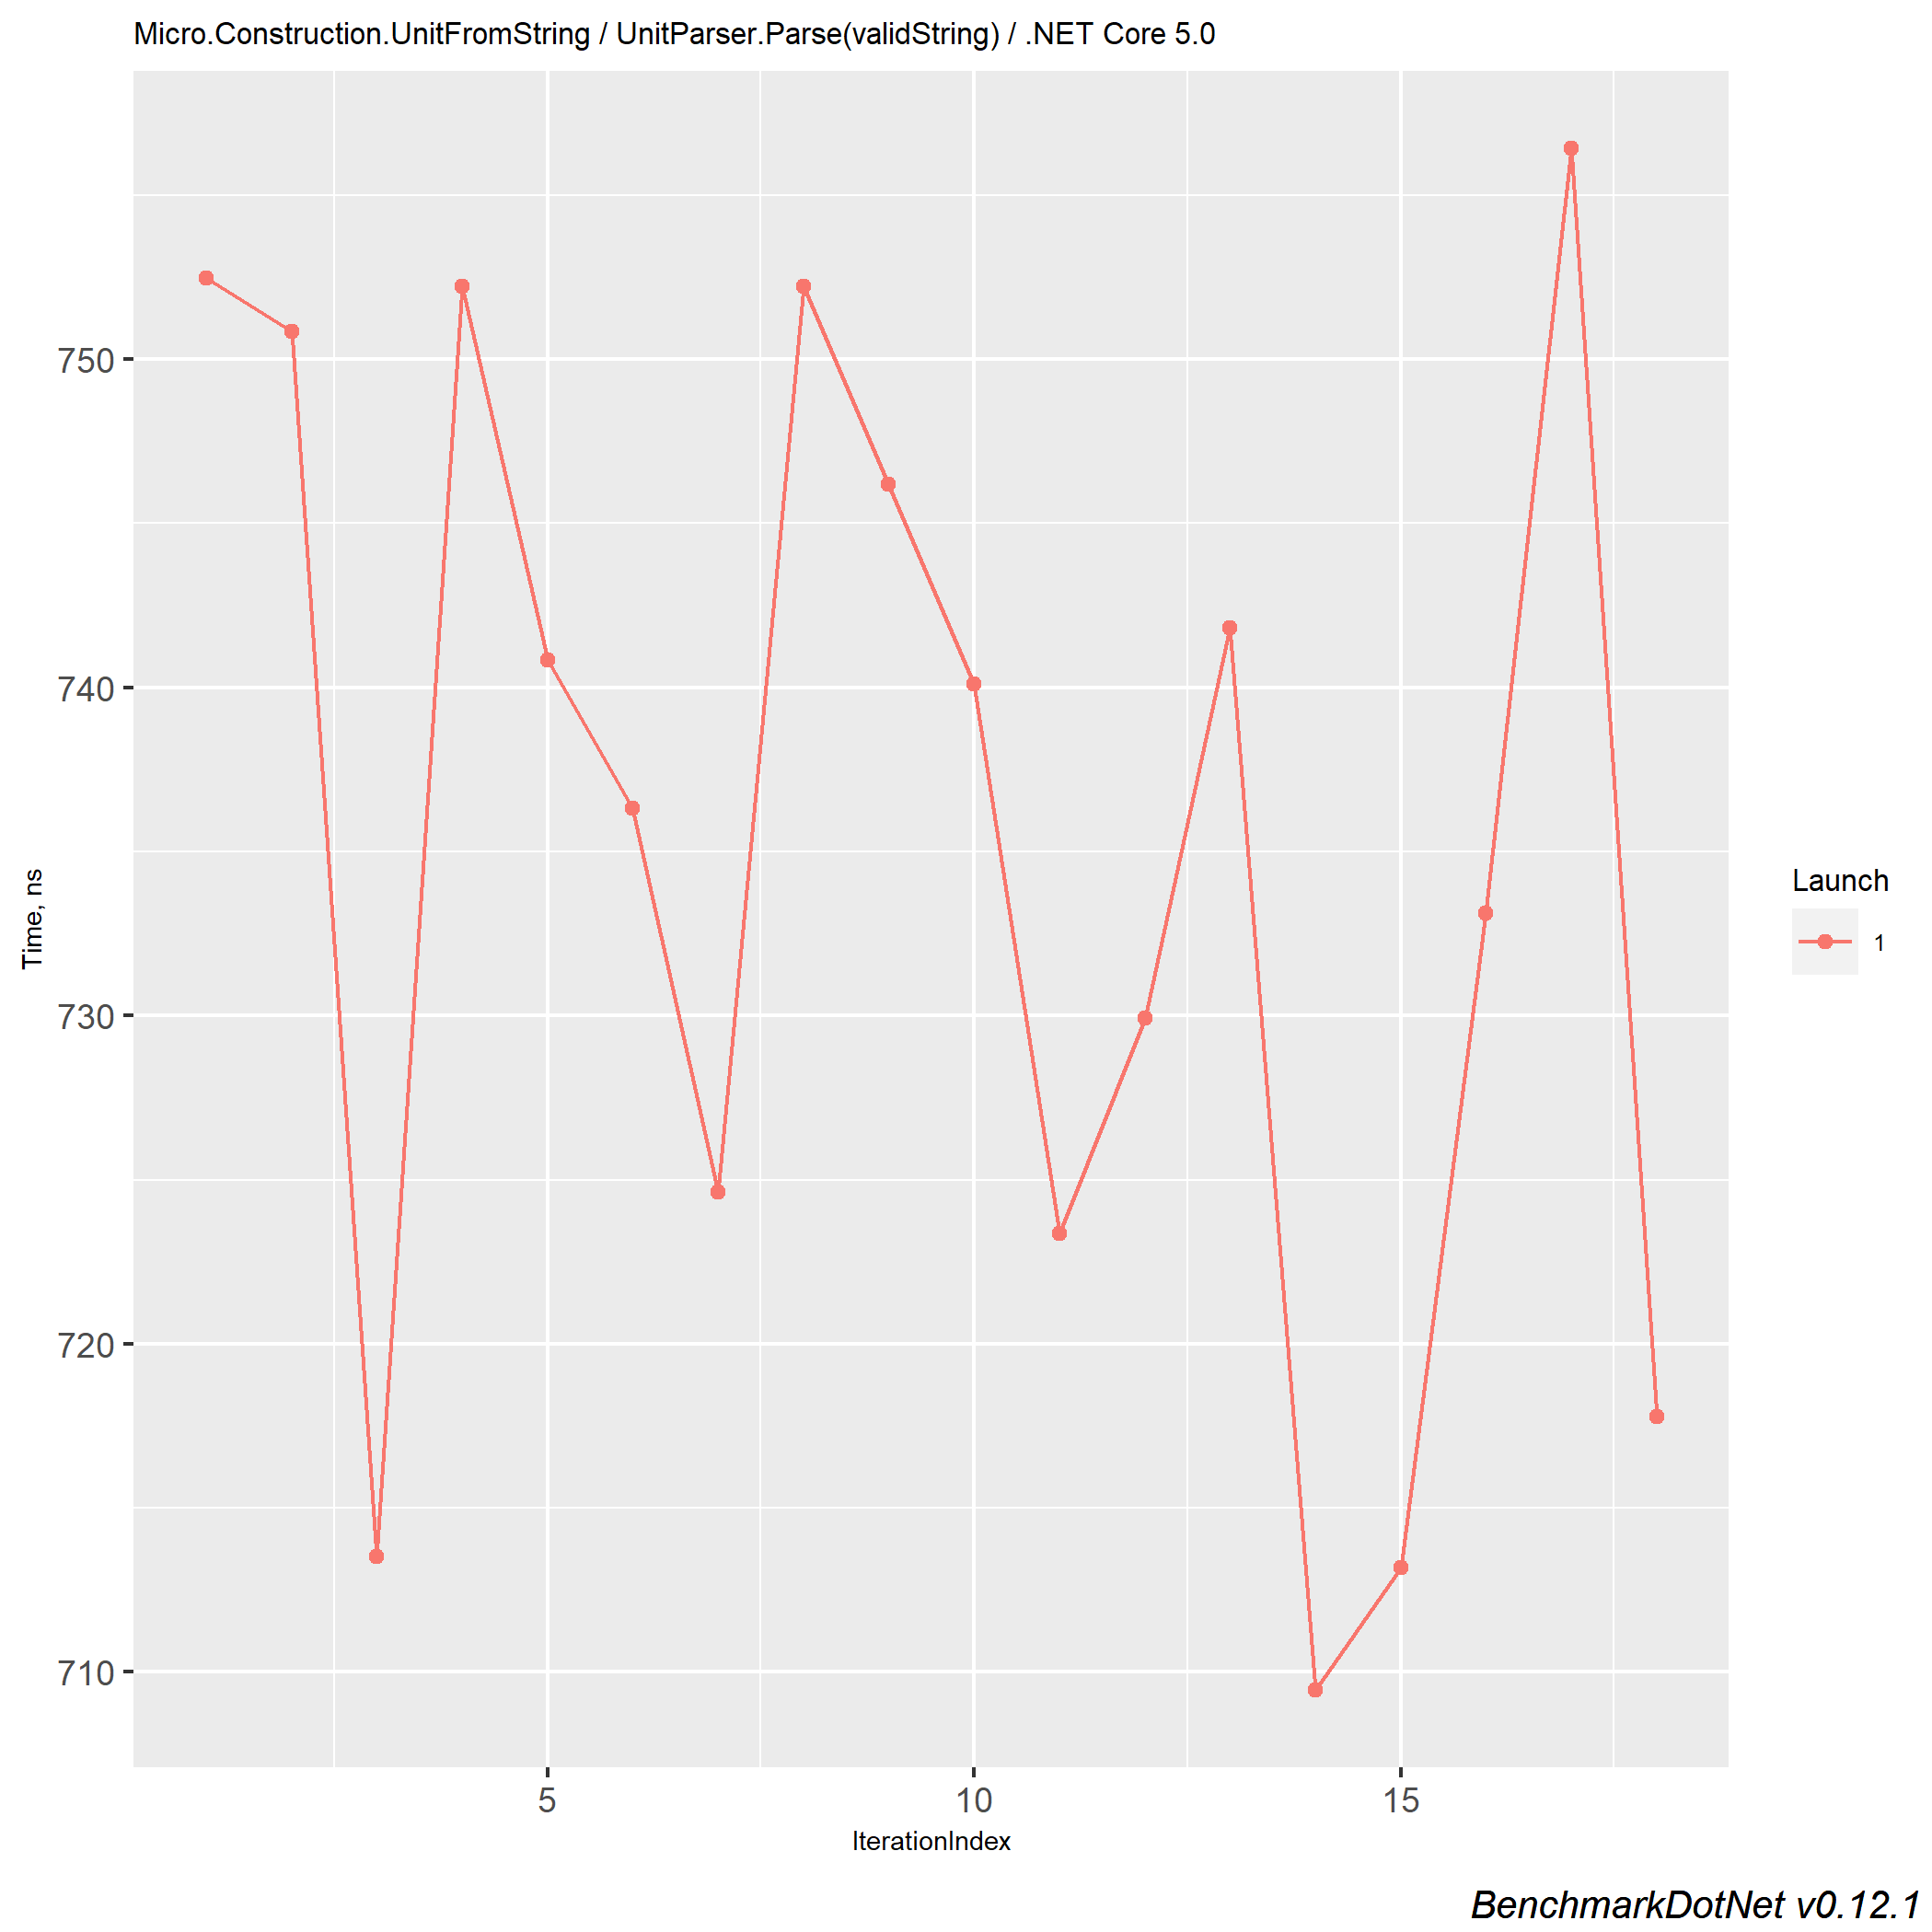 Micro.Construction.UnitFromString / UnitParser.Parse(validString) / .NET Core 5.0
750
740
730
720
710
Time, ns
5 10 15
IterationIndex
Launch
1
BenchmarkDotNet v0.12.1